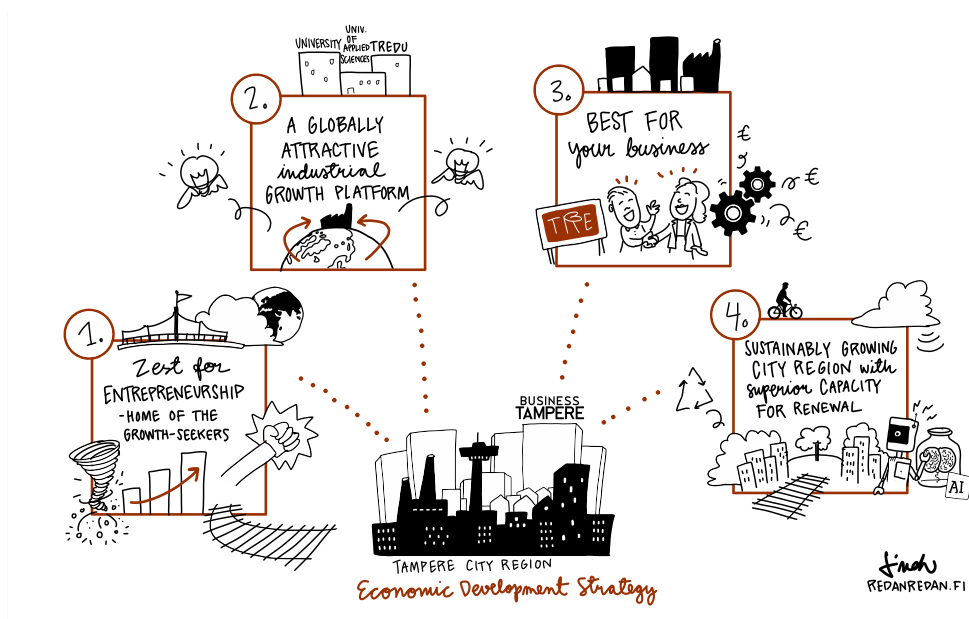 1.
Zest for
ENTREPRENEURSHIP
-HOME OF THE
GROWTH-SEEKERS
UNIVERSITY
UNIV.
OF
APPLIED
SCIENCES
TREDU
2.
A GLOBALLY
ATTRACTIVE
industrial
GROWTH PLATFORM
3.
BEST FOR
your business
TRE
€
€
€
4.
SUSTAINABLY GROWING
CITY REGION with
superior CAPACITY
FOR RENEWAL
AI
BUSINESS
TAMPERE
TAMPERE CITY REGION
Economic Development Strategy
REDANREDAN.FI